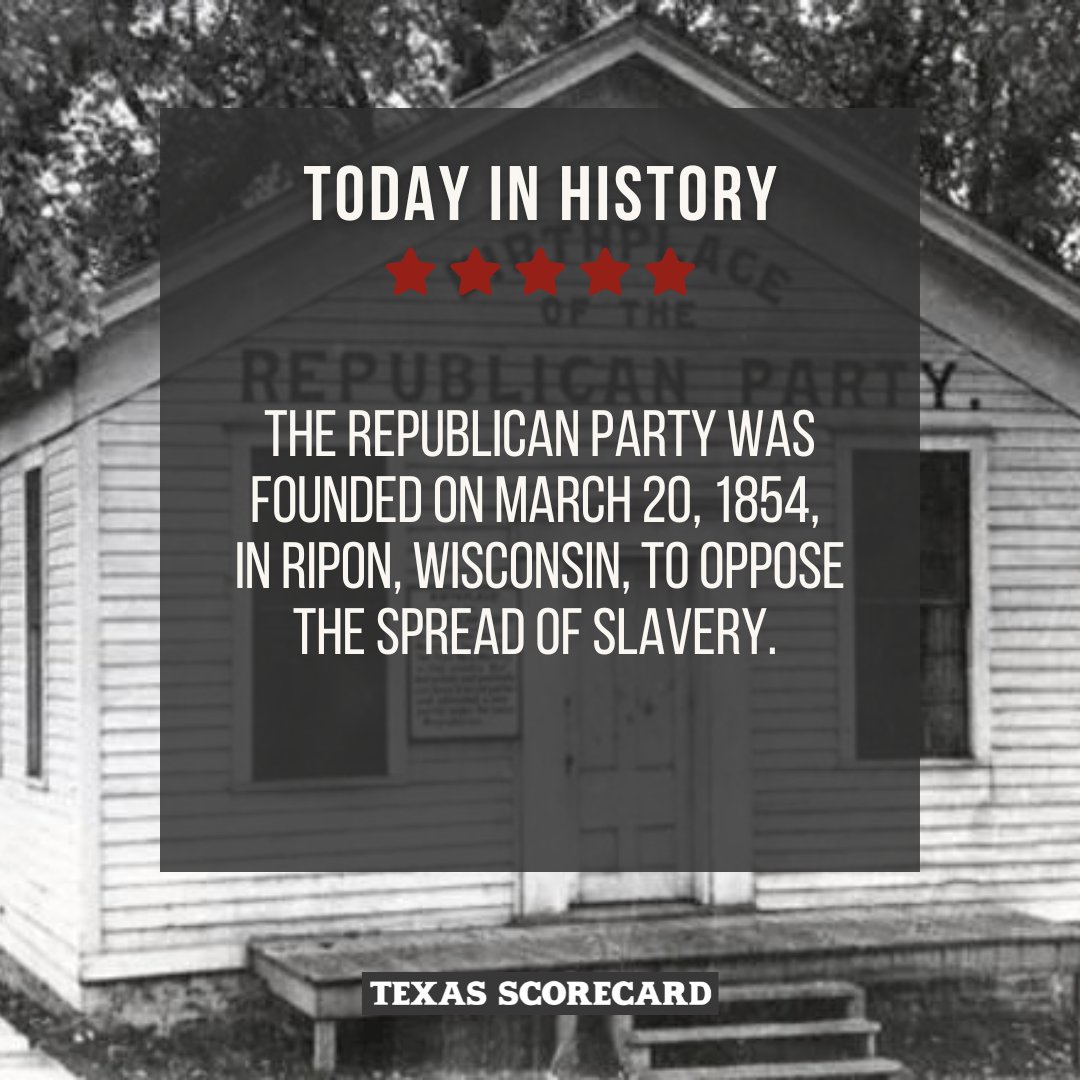 TODAY IN HISTORY
BIRTHPLACE
OF THE
REPUBLICAN PARTY.
THE REPUBLICAN PARTY WAS
FOUNDED ON MARCH 20, 1854,
IN RIPON, WISCONSIN, TO OPPOSE
THE SPREAD OF SLAVERY.
TEXAS SCORECARD